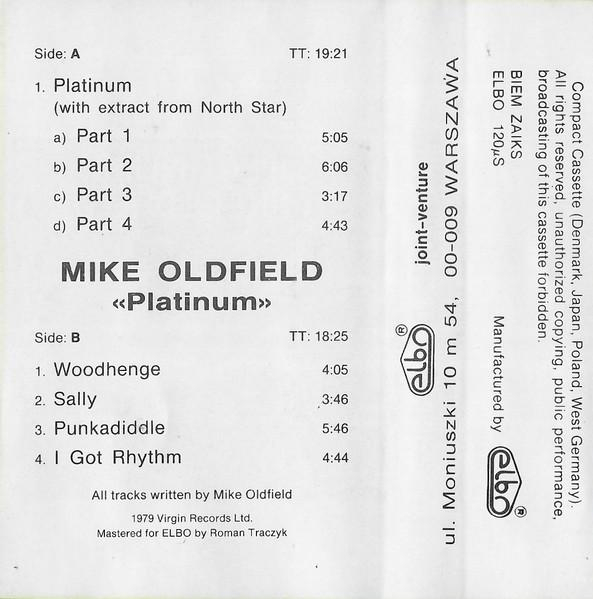 Side: A TT: 19:21
1. Platinum
(with extract from North Star)
a) Part 1 5:05
b) Part 2 6:06
c) Part 3 3:17
d) Part 4 4:43
MIKE OLDFIELD
«Platinum»
Side: B TT: 18:25
1. Woodhenge 4:05
2. Sally 3:46
3. Punkadiddle 5:46
4. I Got Rhythm 4:44
All tracks written by Mike Oldfield
1979 Virgin Records Ltd.
Mastered for ELBO by Roman Traczyk
joint-venture
elbo ®
ul. Moniuszki 10 m 54, 00-009 WARSZAWA
Compact Cassette (Denmark, Japan, Poland, West Germany).
All rights reserved, unauthorized copying, public performance,
broadcasting of this cassette forbidden.
BIEM ZAIKS
ELBO 120µS
Manufactured by elbo ®